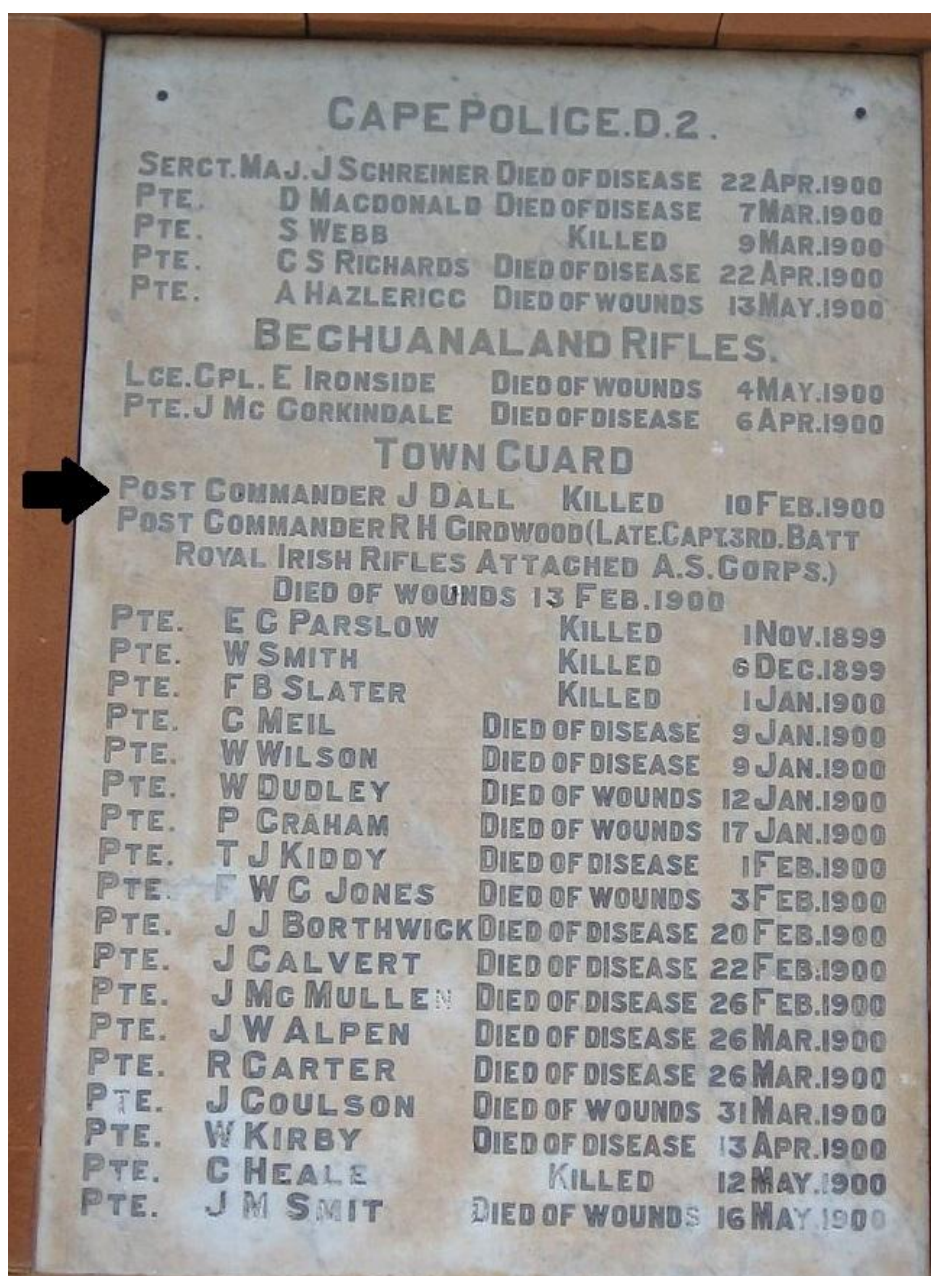 CAPE POLICE.D.2.
SERGT.MAJ.J SCHREINER DIED OF DISEASE 22 APR.1900
PTE. D MACDONALD DIED OF DISEASE 7 MAR.1900
PTE. S WEBB KILLED 9 MAR.1900
PTE. C S RICHARDS DIED OF DISEASE 22 APR.1900
PTE. A HAZLERIGG DIED OF WOUNDS 13 MAY.1900
BECHUANALAND RIFLES.
LCE.CPL.E IRONSIDE DIED OF WOUNDS 4 MAY.1900
PTE.J MC CORKINDALE DIED OF DISEASE 6 APR.1900
TOWN GUARD
POST COMMANDER J DALL KILLED 10 FEB.1900
POST COMMANDER R H GIRDWOOD(LATE.CAPT.3RD.BATT
ROYAL IRISH RIFLES ATTACHED A.S.CORPS.)
DIED OF WOUNDS 13 FEB.1900
PTE. E G PARSLOW KILLED 1 NOV.1899
PTE. W SMITH KILLED 6 DEC.1899
PTE. F B SLATER KILLED 1 JAN.1900
PTE. C MEIL DIED OF DISEASE 9 JAN.1900
PTE. W WILSON DIED OF DISEASE 9 JAN.1900
PTE. W DUDLEY DIED OF WOUNDS 12 JAN.1900
PTE. P GRAHAM DIED OF WOUNDS 17 JAN.1900
PTE. T J KIDDY DIED OF DISEASE 1 FEB.1900
PTE. F W G JONES DIED OF WOUNDS 3 FEB.1900
PTE. J J BORTHWICK DIED OF DISEASE 20 FEB.1900
PTE. J CALVERT DIED OF DISEASE 22 FEB.1900
PTE. J MC MULLEN DIED OF DISEASE 26 FEB.1900
PTE. J W ALPEN DIED OF DISEASE 26 MAR.1900
PTE. R CARTER DIED OF DISEASE 26 MAR.1900
PTE. J COULSON DIED OF WOUNDS 31 MAR.1900
PTE. W KIRBY DIED OF DISEASE 13 APR.1900
PTE. C HEALE KILLED 12 MAY.1900
PTE. J M SMIT DIED OF WOUNDS 16 MAY.1900